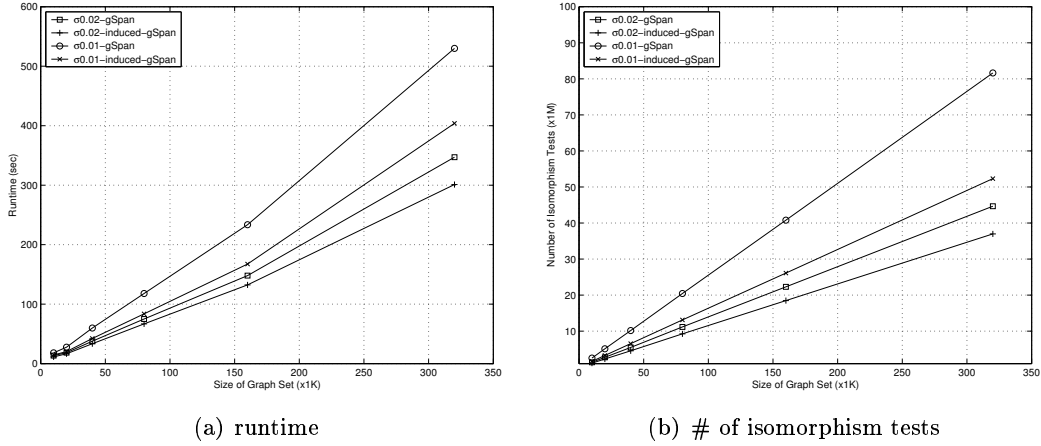 600
500
400
300
200
100
0
0 50 100 150 200 250 300 350
Runtime (sec)
Size of Graph Set (x1K)
σ0.02-gSpan
σ0.02-induced-gSpan
σ0.01-gSpan
σ0.01-induced-gSpan
(a) runtime
100
90
80
70
60
50
40
30
20
10
0 50 100 150 200 250 300 350
Number of Isomorphism Tests (x1M)
Size of Graph Set (x1K)
σ0.02-gSpan
σ0.02-induced-gSpan
σ0.01-gSpan
σ0.01-induced-gSpan
(b) # of isomorphism tests